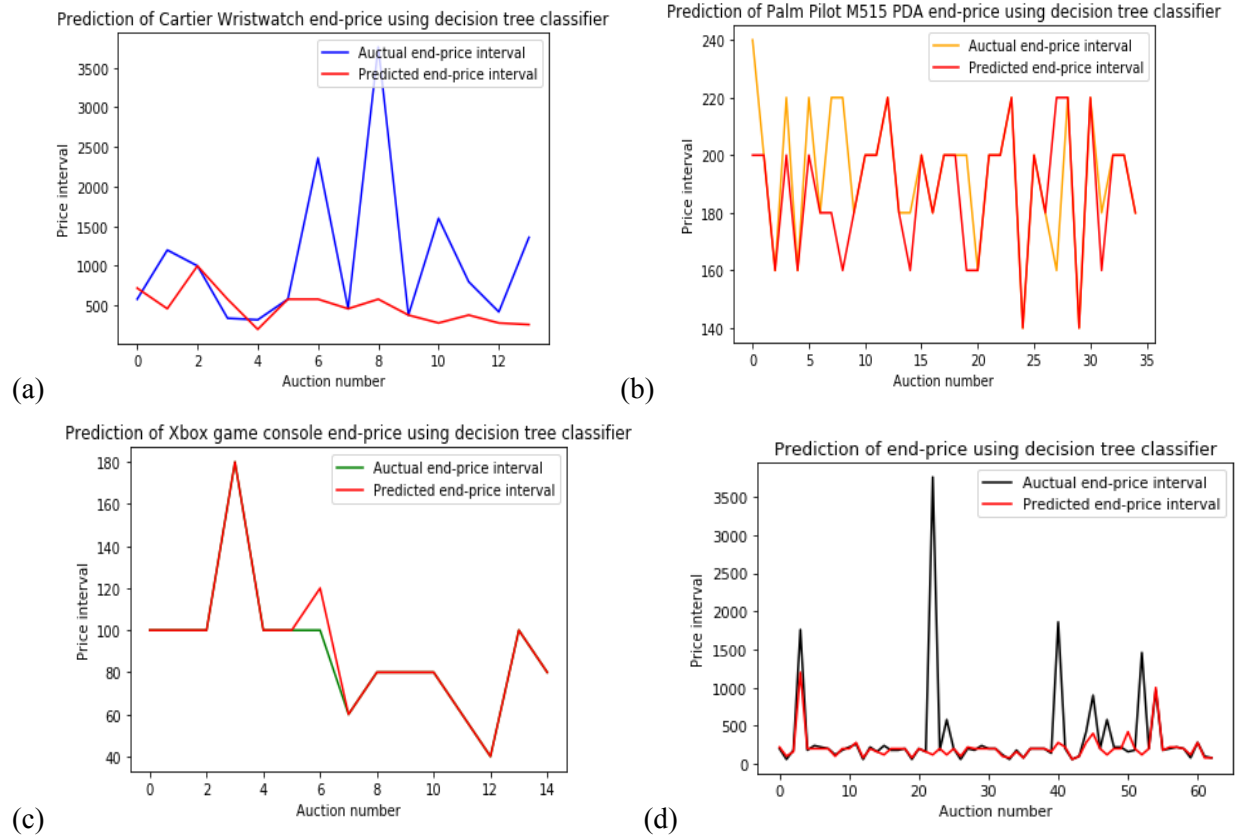 Prediction of Cartier Wristwatch end-price using decision tree classifier
Auctual end-price interval
Predicted end-price interval
3500
3000
2500
2000
1500
1000
500
Price interval
0 2 4 6 8 10 12
Auction number
(a)
Prediction of Palm Pilot M515 PDA end-price using decision tree classifier
Auctual end-price interval
Predicted end-price interval
240
220
200
180
160
140
Price interval
0 5 10 15 20 25 30 35
Auction number
(b)
Prediction of Xbox game console end-price using decision tree classifier
Auctual end-price interval
Predicted end-price interval
180
160
140
120
100
80
60
40
Price interval
0 2 4 6 8 10 12 14
Auction number
(c)
Prediction of end-price using decision tree classifier
Auctual end-price interval
Predicted end-price interval
3500
3000
2500
2000
1500
1000
500
0
Price interval
0 10 20 30 40 50 60
Auction number
(d)